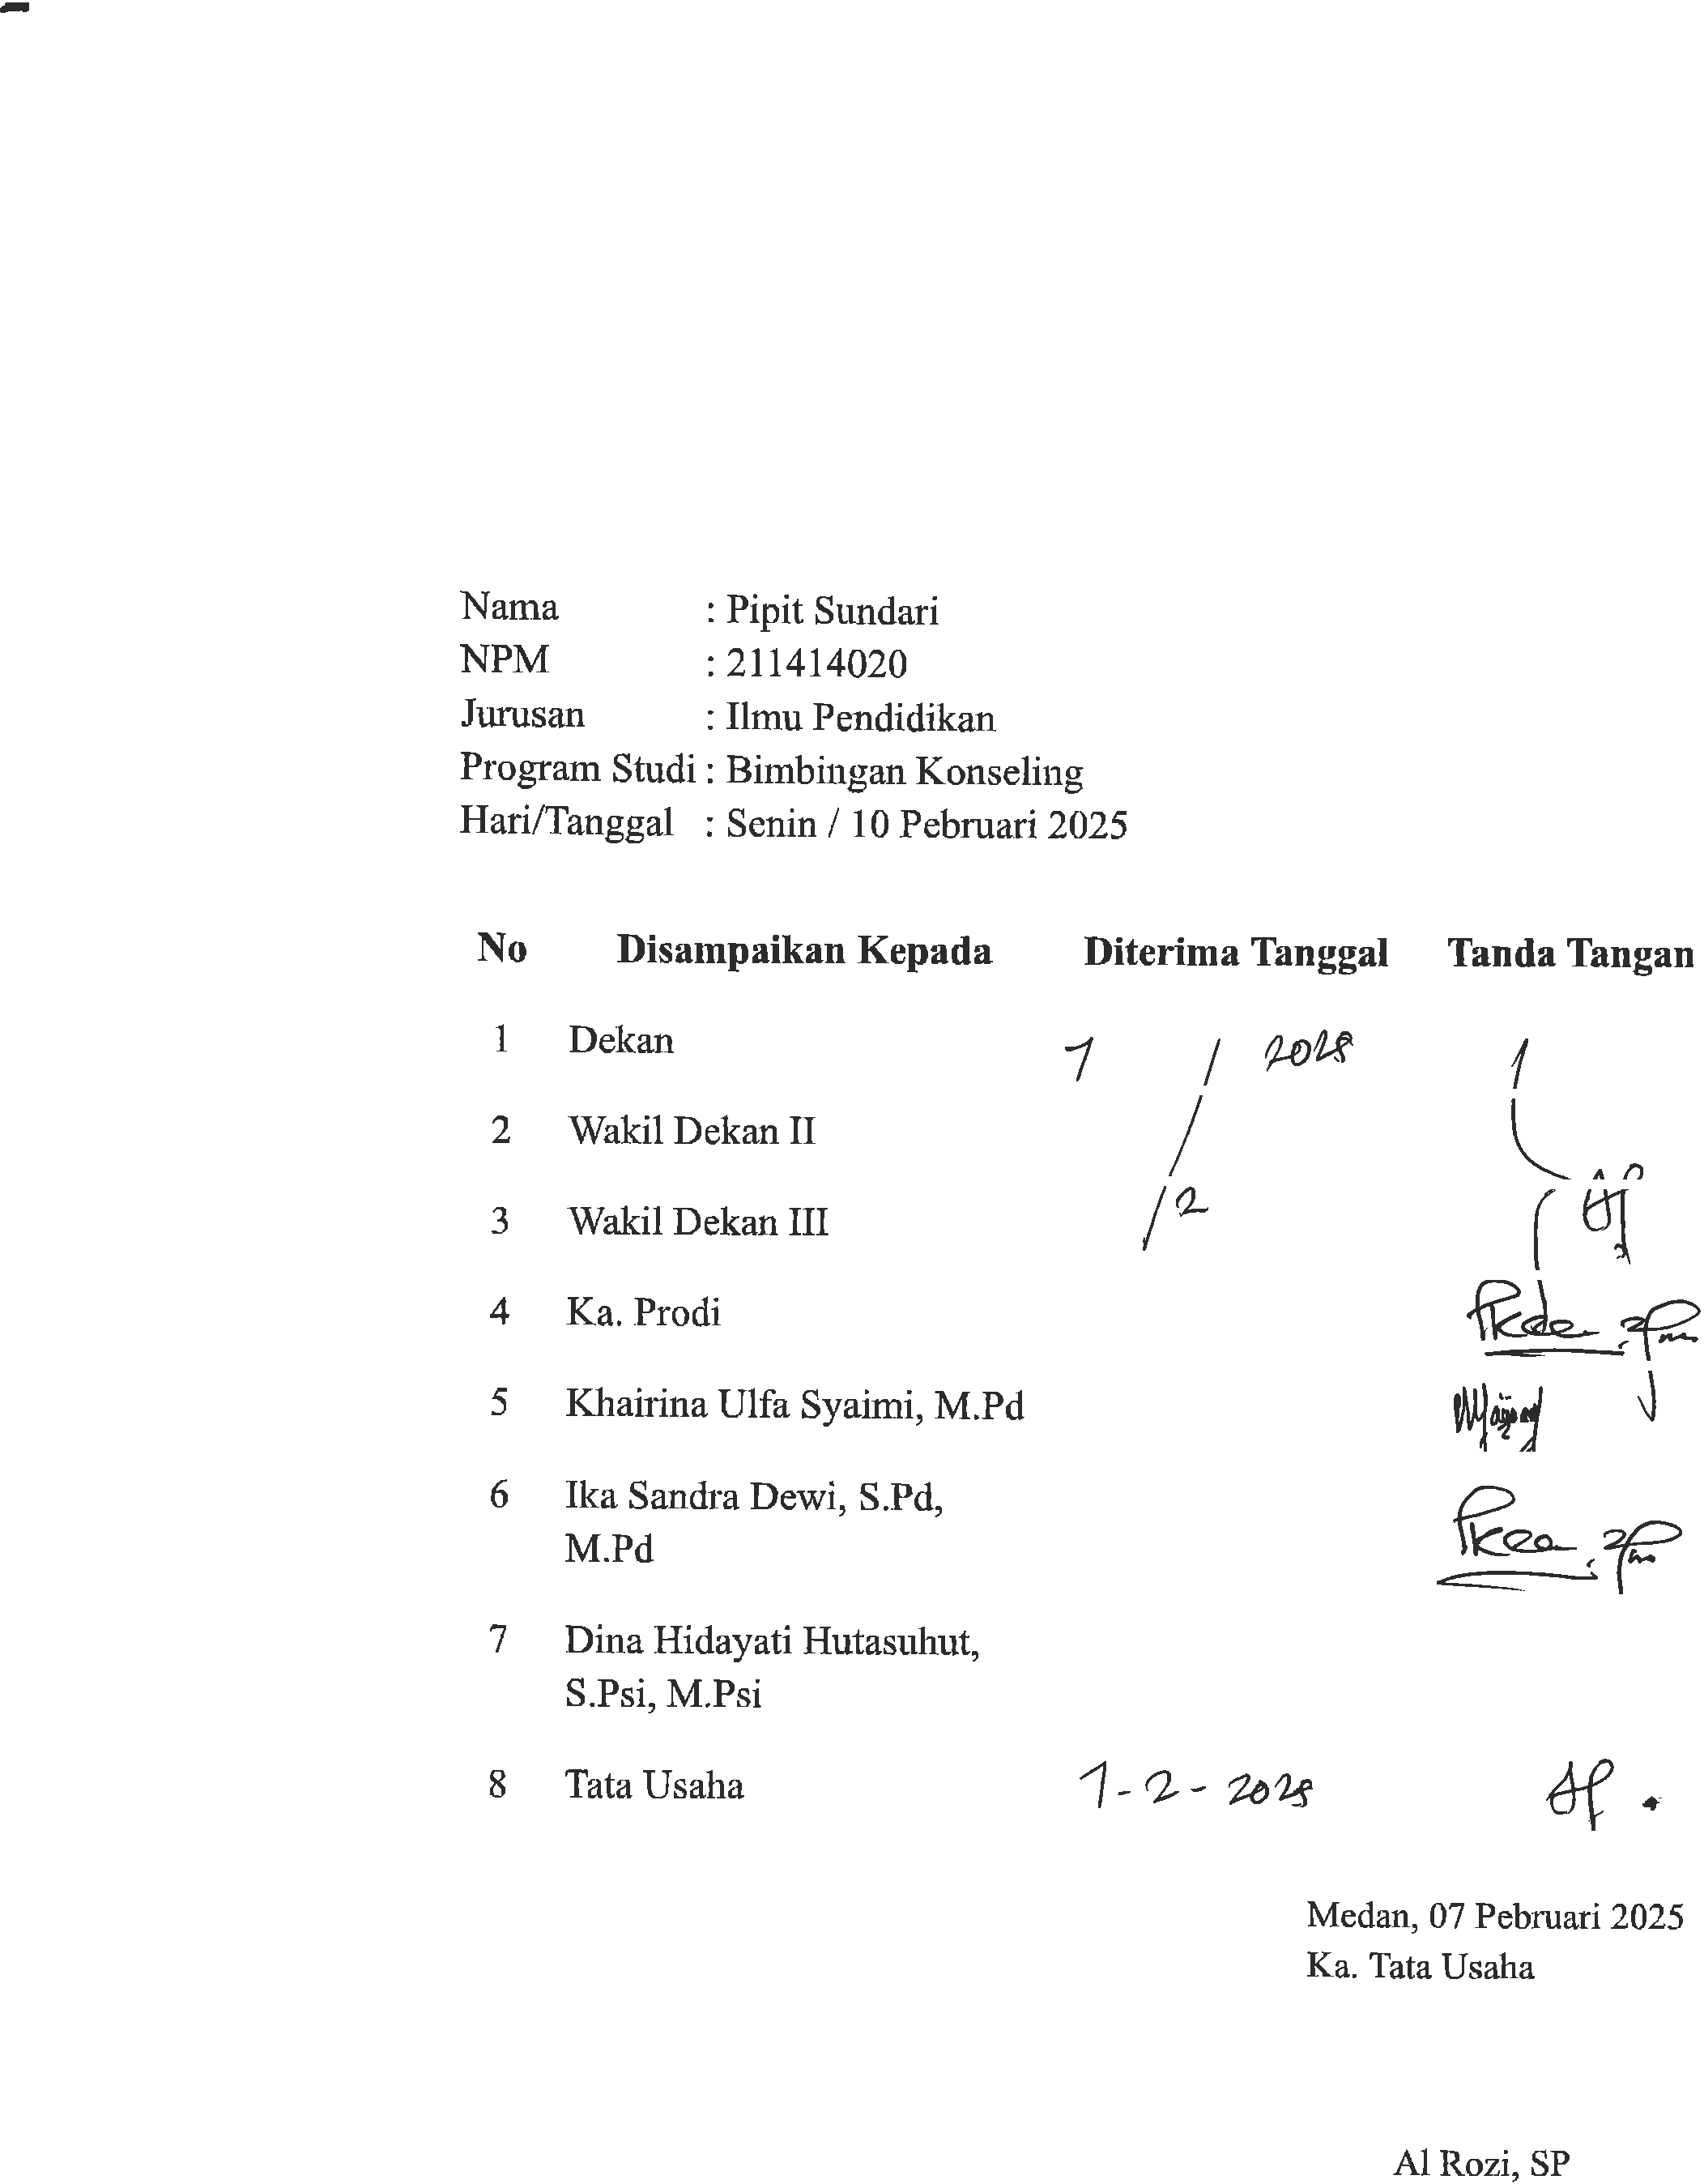 Nama : Pipit Sundari
NPM : 211414020
Jurusan : Ilmu Pendidikan
Program Studi : Bimbingan Konseling
Hari/Tanggal : Senin / 10 Pebruari 2025
No Disampaikan Kepada Diterima Tanggal Tanda Tangan
1 Dekan 7 / 2025
2 Wakil Dekan II
3 Wakil Dekan III / 2
4 Ka. Prodi
5 Khairina Ulfa Syaimi, M.Pd
6 Ika Sandra Dewi, S.Pd,
M.Pd
7 Dina Hidayati Hutasuhut,
S.Psi, M.Psi
8 Tata Usaha 7-2-2025
Medan, 07 Pebruari 2025
Ka. Tata Usaha
Al Rozi, SP